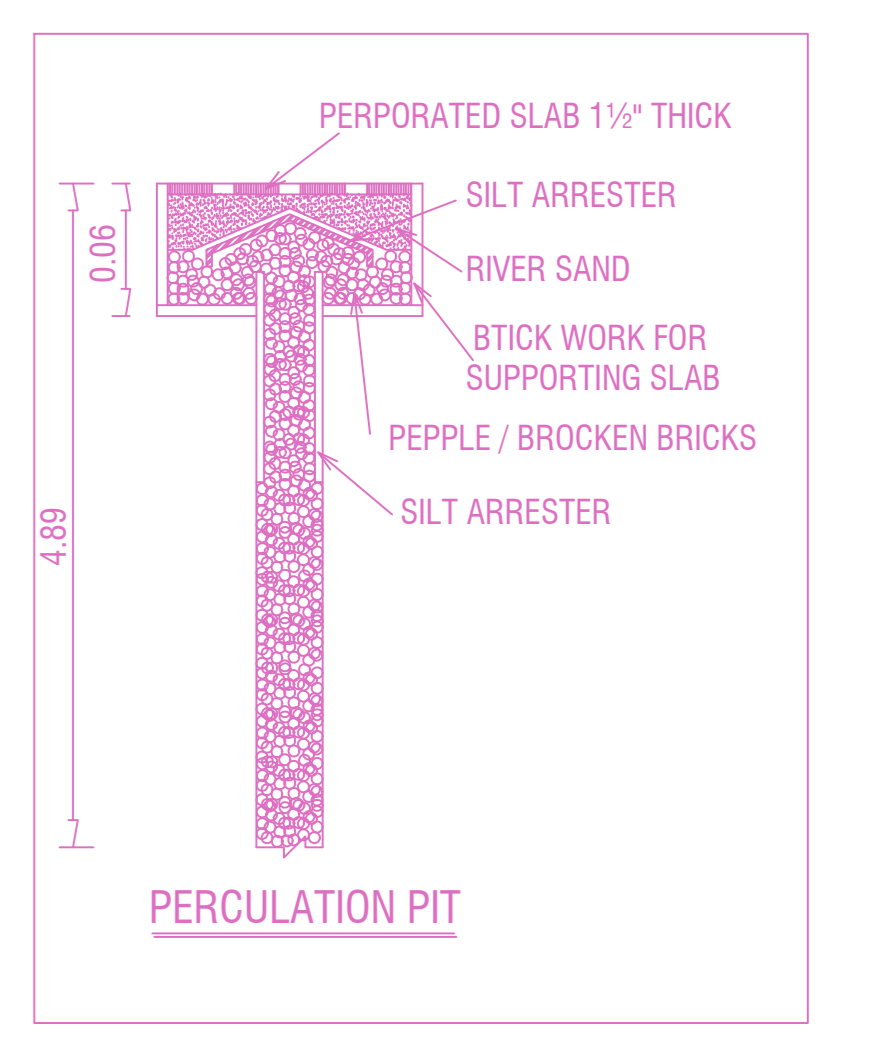 PERPORATED SLAB 1½" THICK
SILT ARRESTER
RIVER SAND
0.06
BTICK WORK FOR
SUPPORTING SLAB
PEPPLE / BROCKEN BRICKS
SILT ARRESTER
4.89
PERCULATION PIT